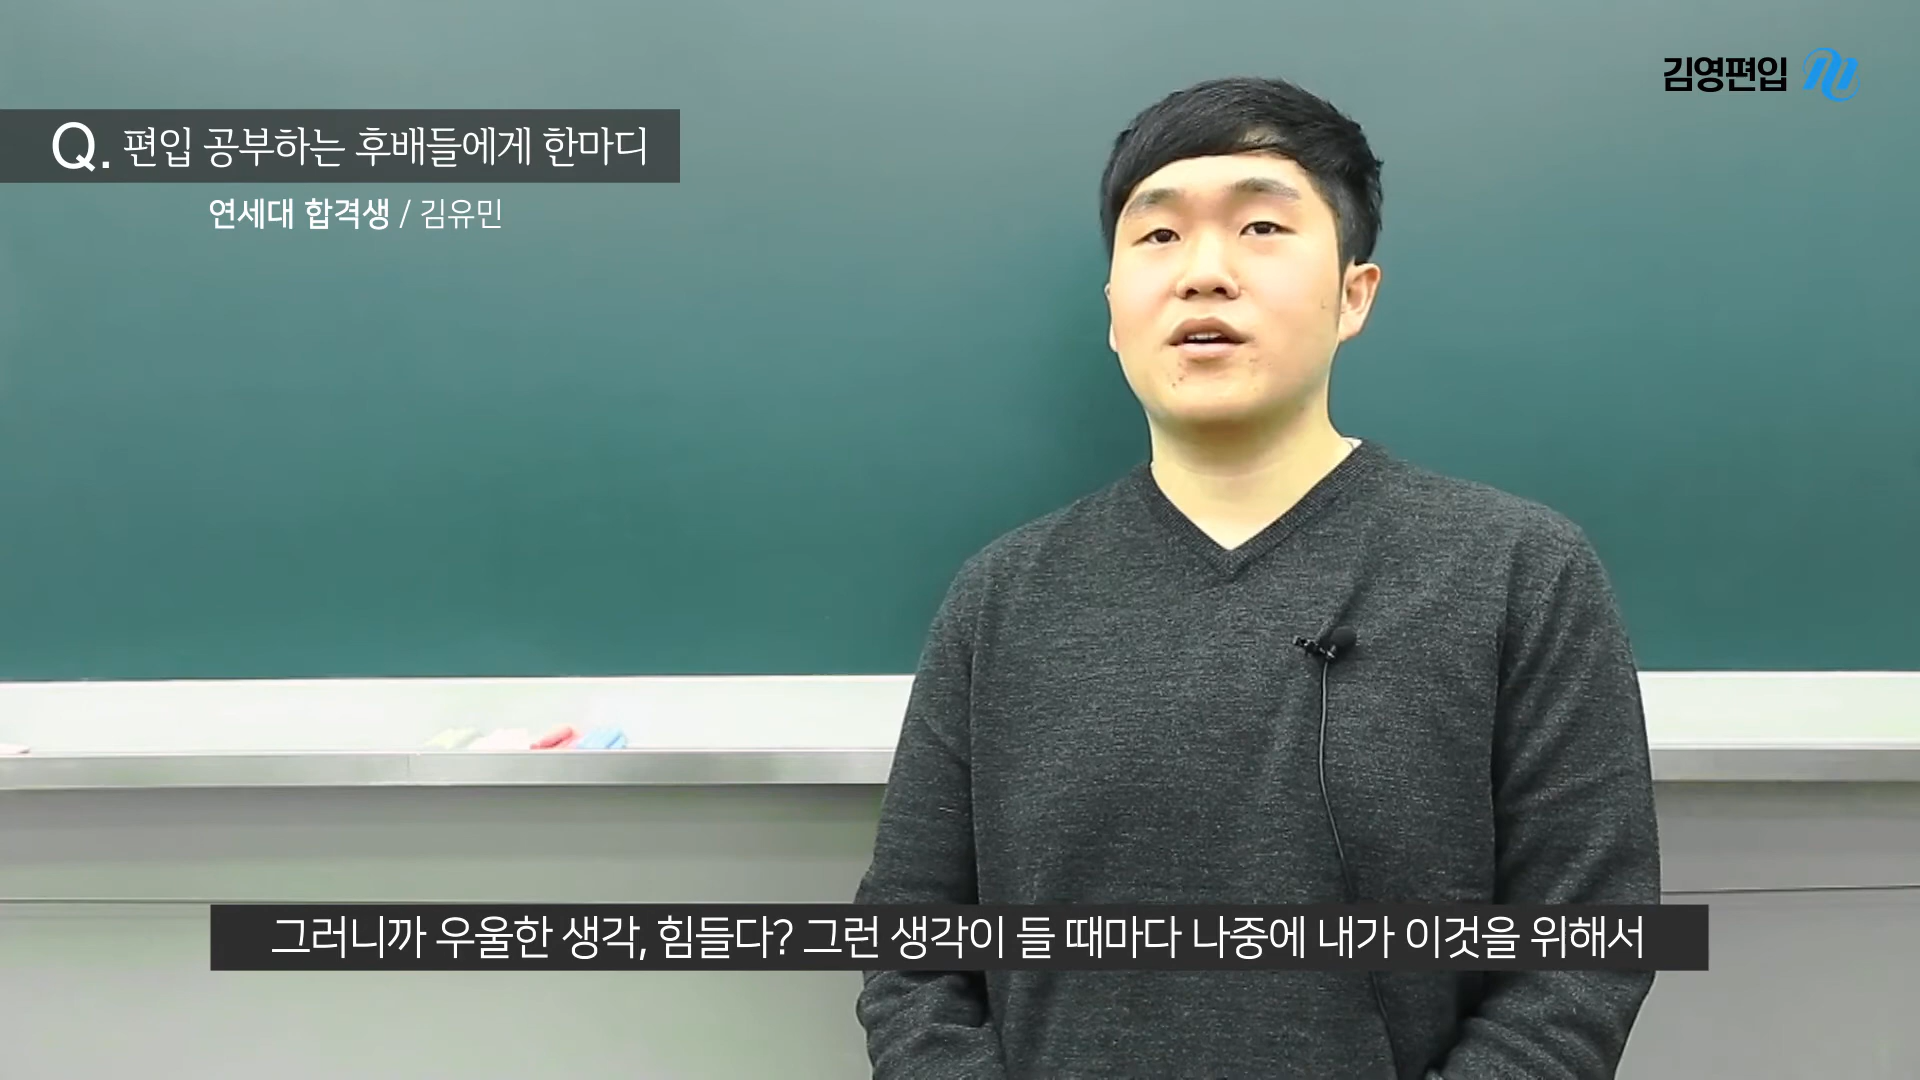 김영편입
Q. 편입 공부하는 후배들에게 한마디
연세대 합격생 / 김유민
그러니까 우울한 생각, 힘들다? 그런 생각이 들 때마다 나중에 내가 이것을 위해서